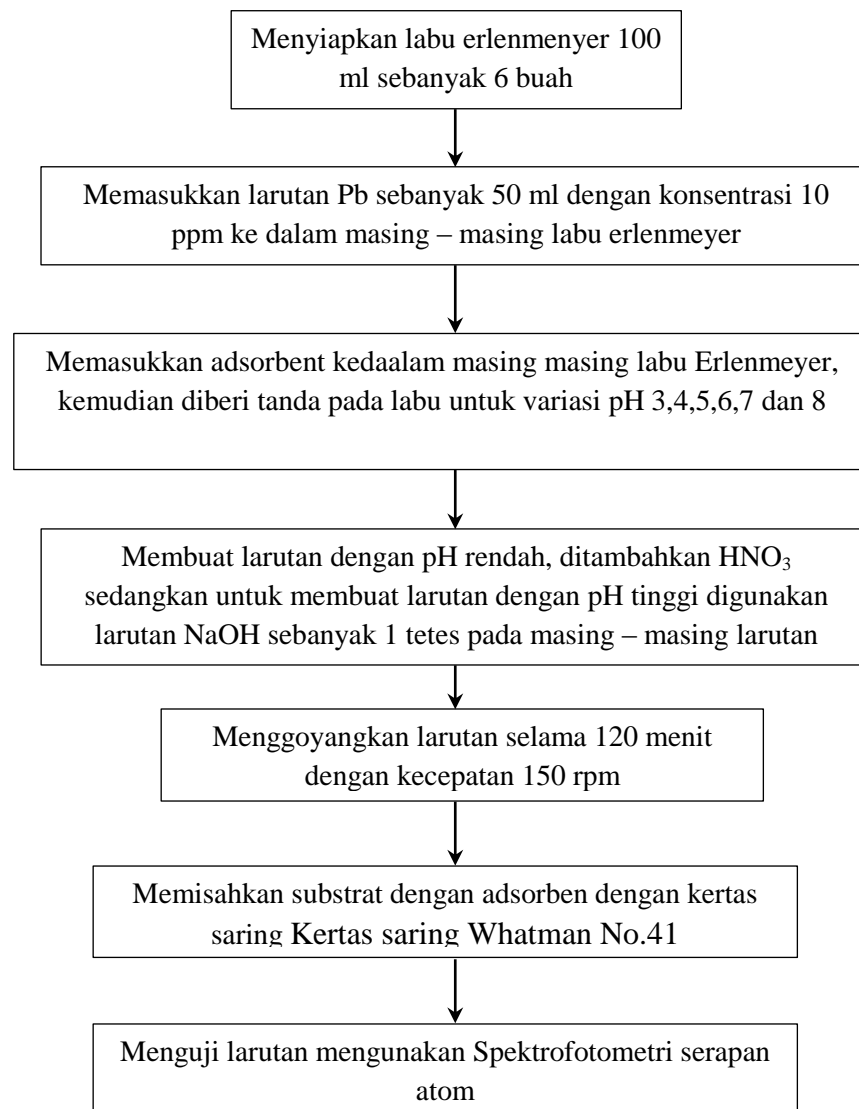 Menyiapkan labu erlenmenyer 100
ml sebanyak 6 buah
Memasukkan larutan Pb sebanyak 50 ml dengan konsentrasi 10
ppm ke dalam masing – masing labu erlenmeyer
Memasukkan adsorbent kedaalam masing masing labu Erlenmeyer,
kemudian diberi tanda pada labu untuk variasi pH 3,4,5,6,7 dan 8
Membuat larutan dengan pH rendah, ditambahkan HNO₃
sedangkan untuk membuat larutan dengan pH tinggi digunakan
larutan NaOH sebanyak 1 tetes pada masing – masing larutan
Menggoyangkan larutan selama 120 menit
dengan kecepatan 150 rpm
Memisahkan substrat dengan adsorben dengan kertas
saring Kertas saring Whatman No.41
Menguji larutan mengunakan Spektrofotometri serapan
atom